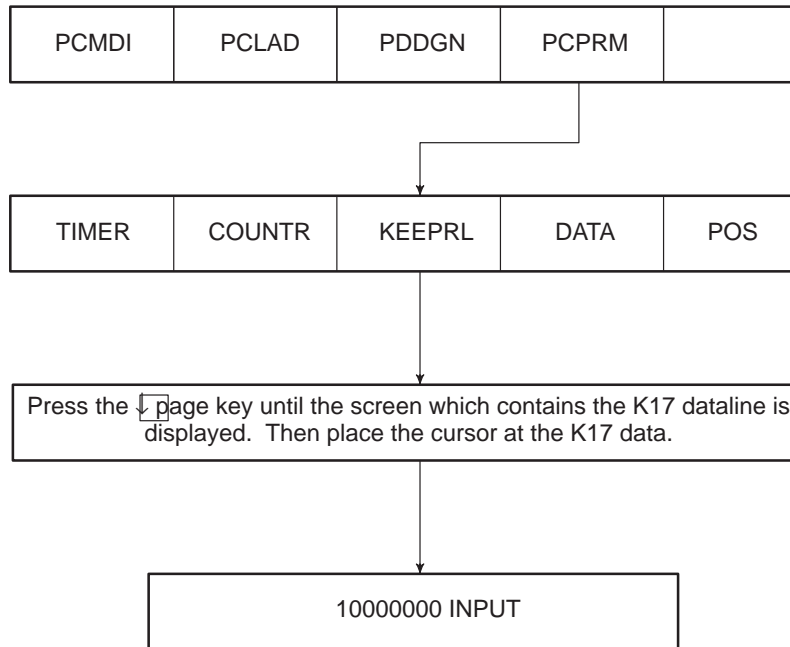 PCMDI PCLAD PDDGN PCPRM
TIMER COUNTR KEEPRL DATA POS
Press the ↓ page key until the screen which contains the K17 dataline is
displayed. Then place the cursor at the K17 data.
10000000 INPUT